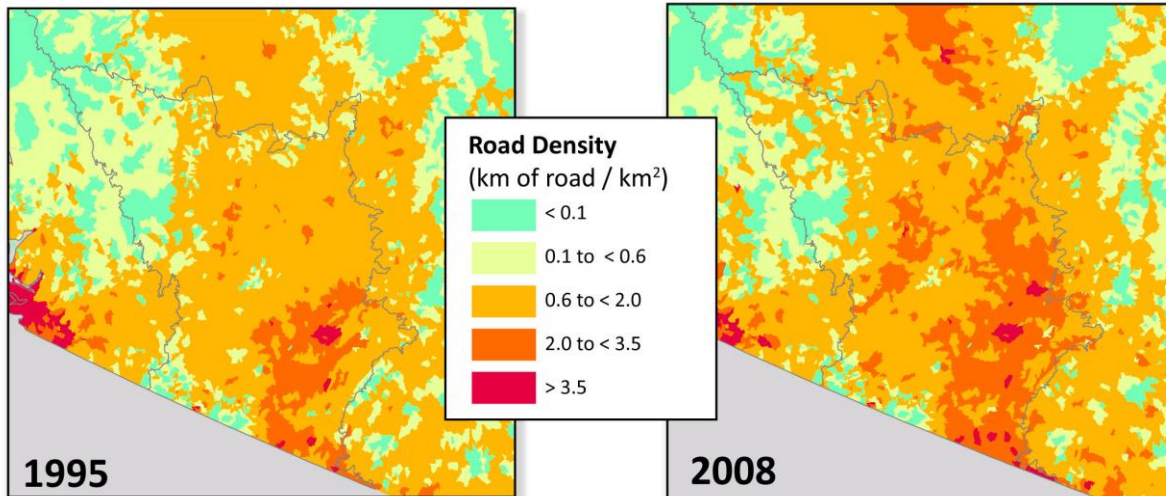 Road Density
(km of road / km²)
< 0.1
0.1 to < 0.6
0.6 to < 2.0
2.0 to < 3.5
> 3.5
1995
2008